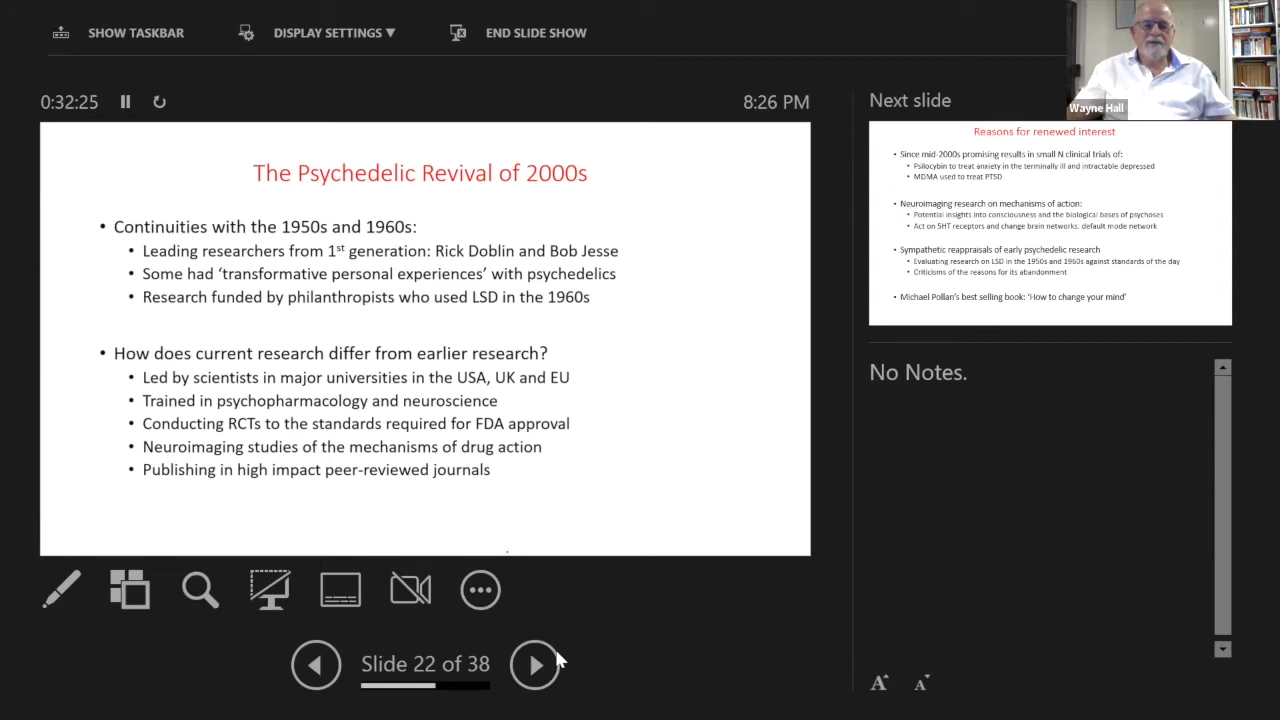 SHOW TASKBAR
DISPLAY SETTINGS ▼
END SLIDE SHOW
0:32:25
8:26 PM
The Psychedelic Revival of 2000s
• Continuities with the 1950s and 1960s:
• Leading researchers from 1st generation: Rick Doblin and Bob Jesse
• Some had ‘transformative personal experiences’ with psychedelics
• Research funded by philanthropists who used LSD in the 1960s
• How does current research differ from earlier research?
• Led by scientists in major universities in the USA, UK and EU
• Trained in psychopharmacology and neuroscience
• Conducting RCTs to the standards required for FDA approval
• Neuroimaging studies of the mechanisms of drug action
• Publishing in high impact peer-reviewed journals
Slide 22 of 38
Wayne Hall
Next slide
Reasons for renewed interest
• Since mid-2000s promising results in small N clinical trials of:
• Psilocybin to treat anxiety in the terminally ill and intractable depressed
• MDMA used to treat PTSD
• Neuroimaging research on mechanisms of action:
• Potential insights into consciousness and the biological bases of psychoses
• Act on 5HT receptors and change brain networks: default mode network
• Sympathetic reappraisals of early psychedelic research
• Evaluating research on LSD in the 1950s and 1960s against standards of the day
• Criticisms of the reasons for its abandonment
• Michael Pollan’s best selling book: ‘How to change your mind’
No Notes.
A A